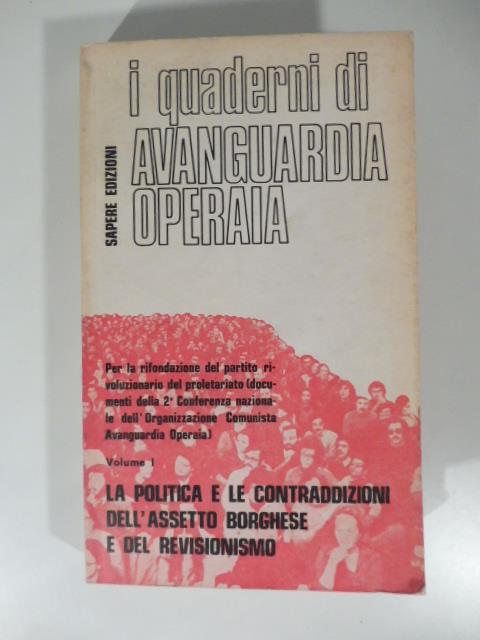 i quaderni di
AVANGUARDIA
OPERAIA
SAPERE EDIZIONI
Per la rifondazione del partito ri-
voluzionario del proletariato (docu-
menti della 2ª Conferenza naziona-
le dell'Organizzazione Comunista
Avanguardia Operaia)
Volume 1
LA POLITICA E LE CONTRADDIZIONI
DELL'ASSETTO BORGHESE
E DEL REVISIONISMO